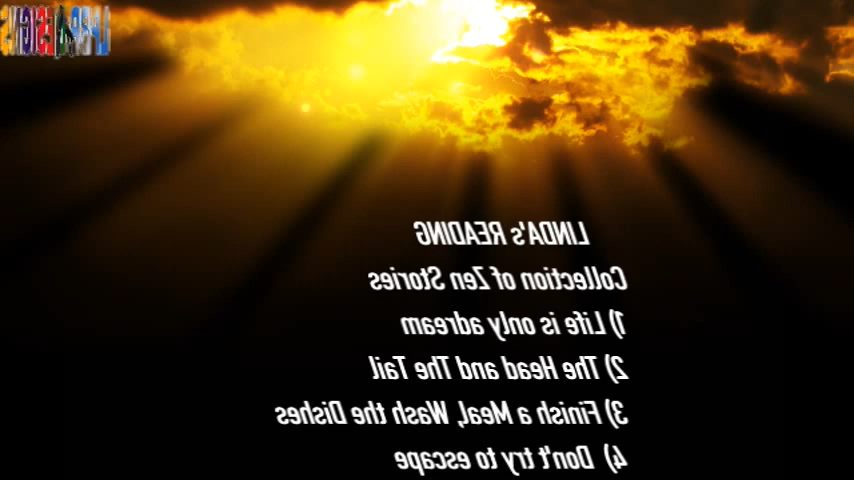 LINDA's READING
Collection of Zen Stories
1) Life is only adream
2) The Head and The Tail
3) Finish a Meal, Wash the Dishes
4) Don't try to escape